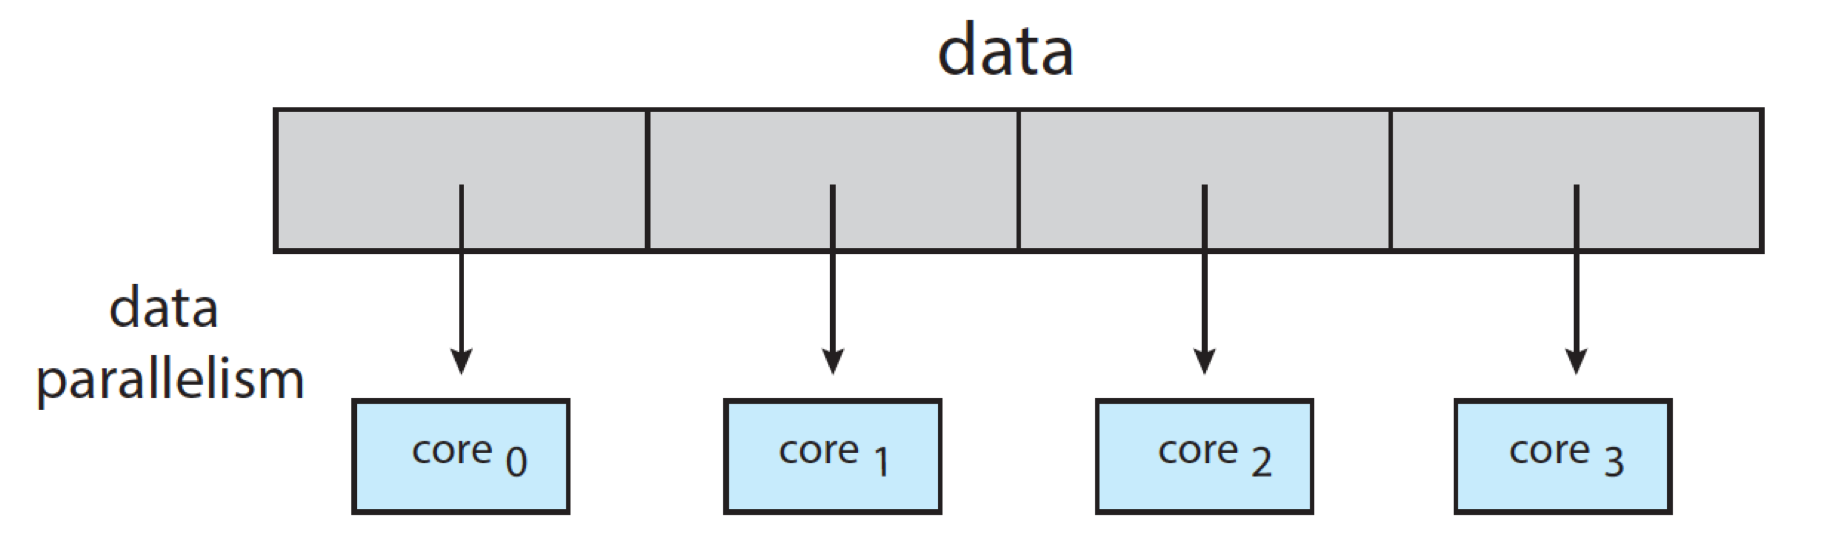 data
data
parallelism
core 0
core 1
core 2
core 3